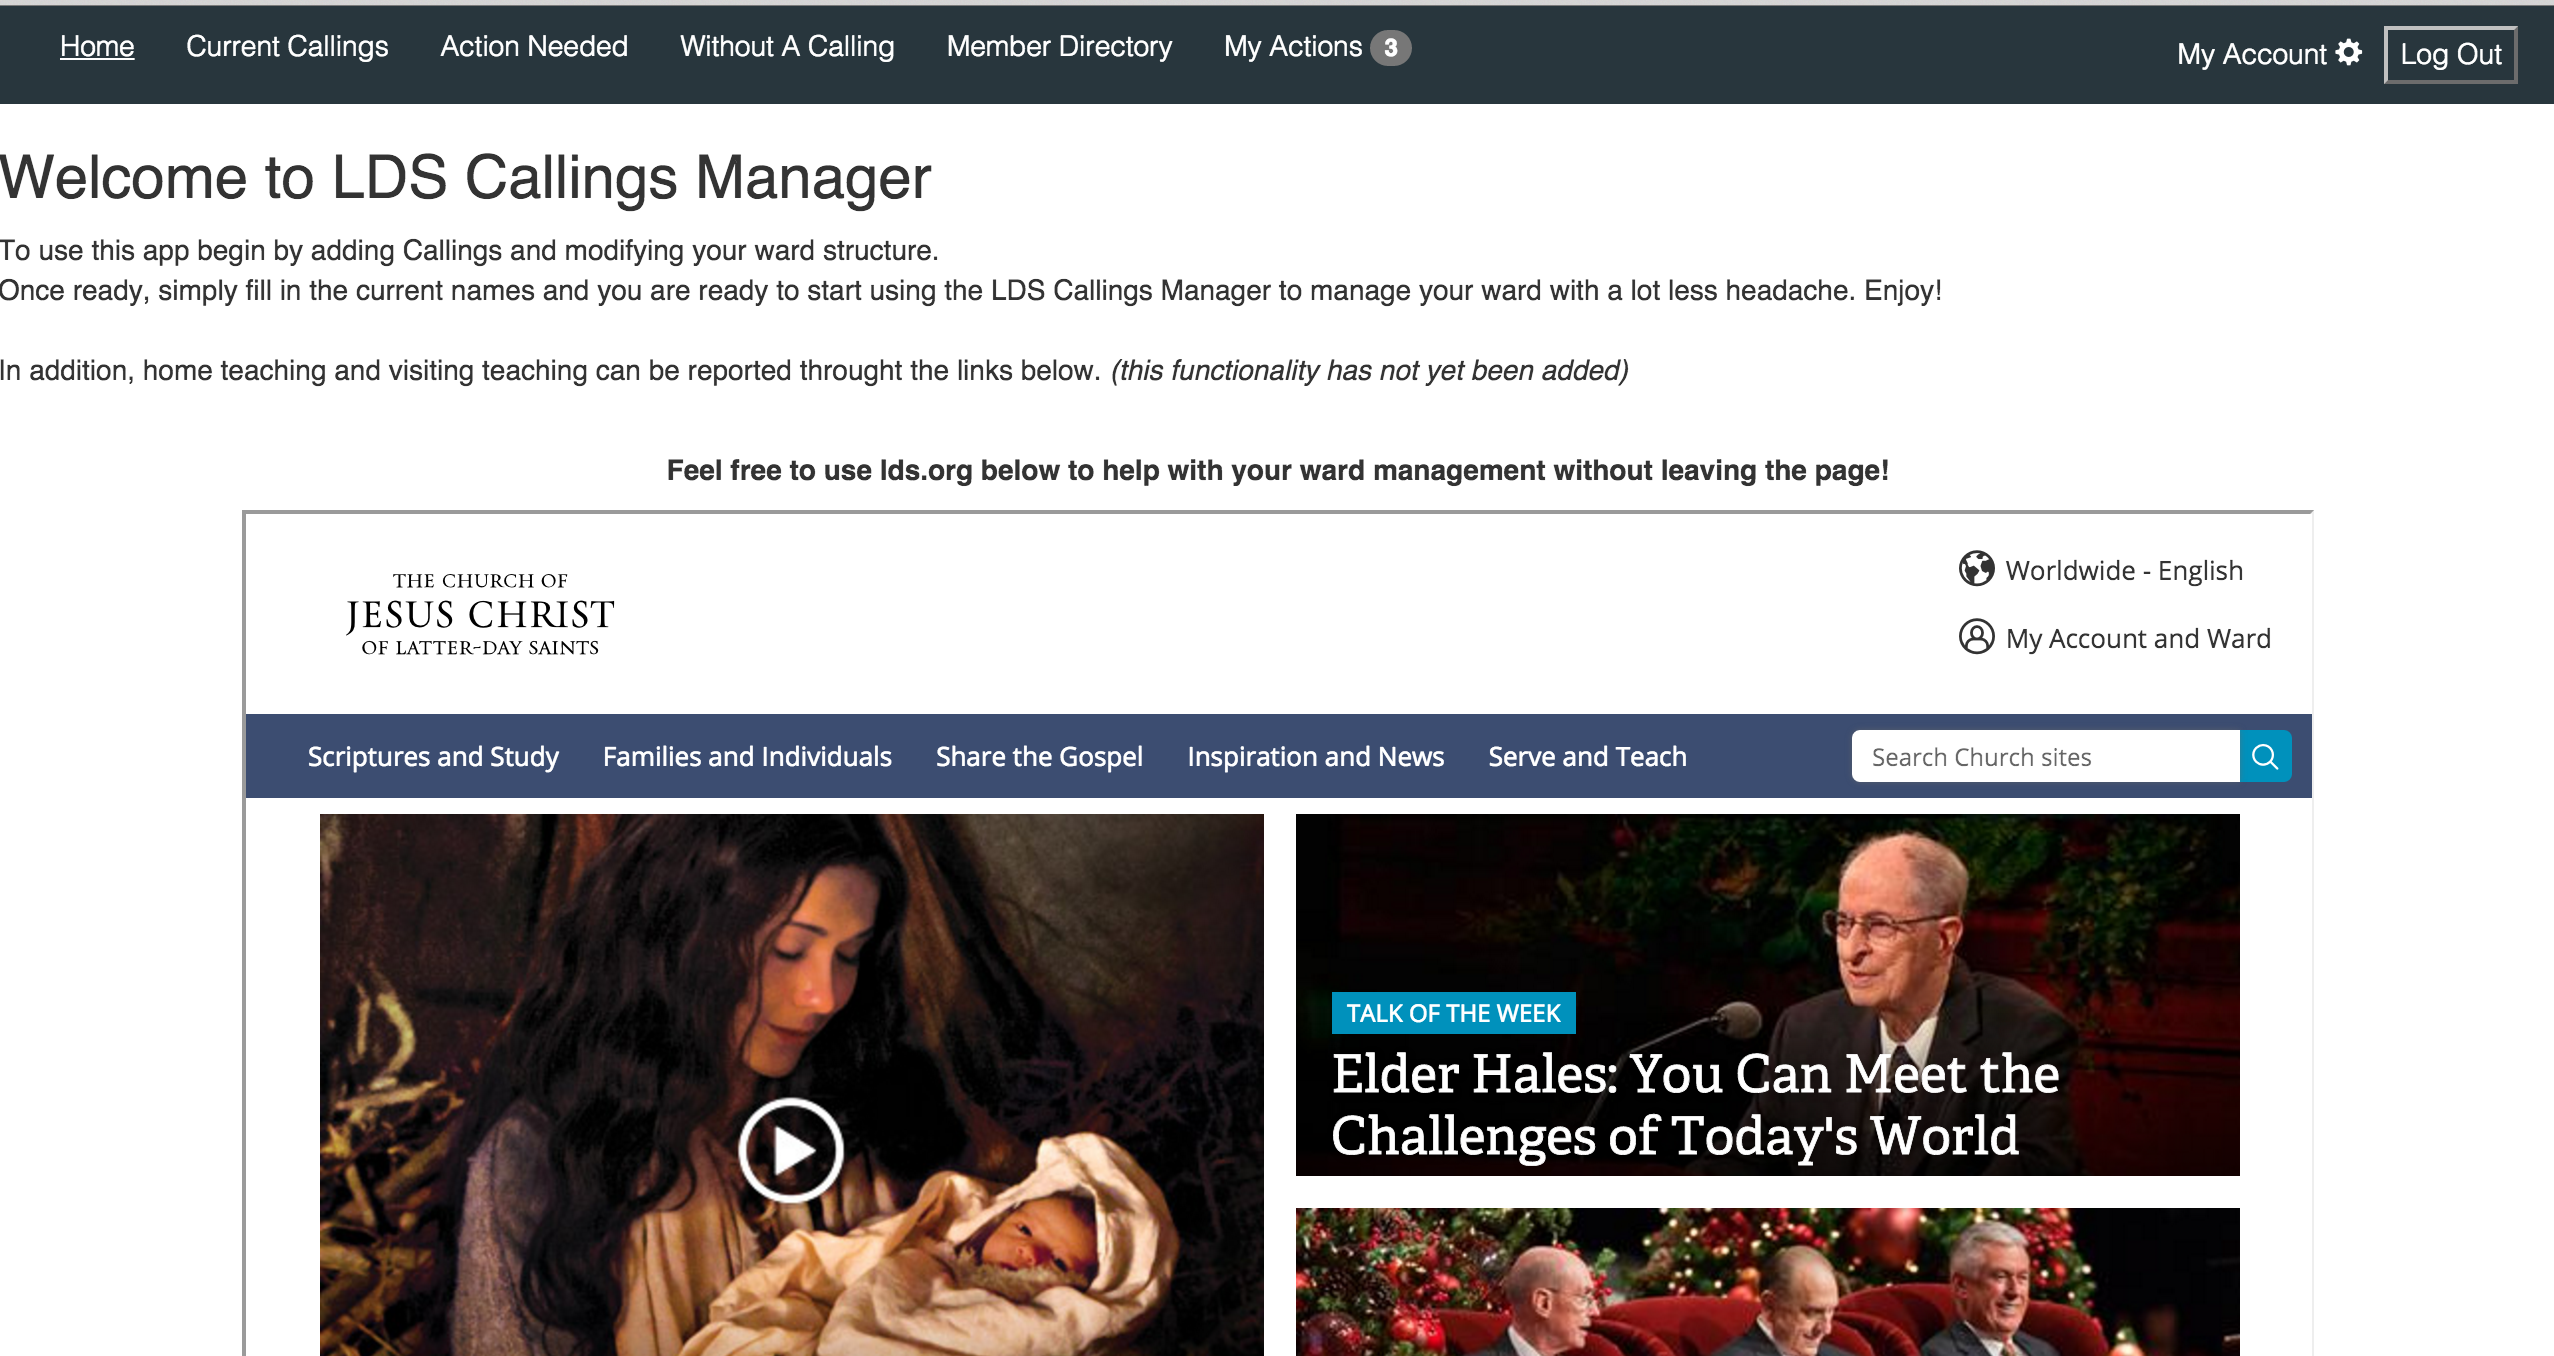 Home Current Callings Action Needed Without A Calling Member Directory My Actions 3 My Account Log Out
Welcome to LDS Callings Manager
To use this app begin by adding Callings and modifying your ward structure.
Once ready, simply fill in the current names and you are ready to start using the LDS Callings Manager to manage your ward with a lot less headache. Enjoy!
In addition, home teaching and visiting teaching can be reported throught the links below. (this functionality has not yet been added)
Feel free to use lds.org below to help with your ward management without leaving the page!
THE CHURCH OF
JESUS CHRIST
OF LATTER-DAY SAINTS
Worldwide - English
My Account and Ward
Scriptures and Study Families and Individuals Share the Gospel Inspiration and News Serve and Teach Search Church sites
TALK OF THE WEEK
Elder Hales: You Can Meet the
Challenges of Today's World